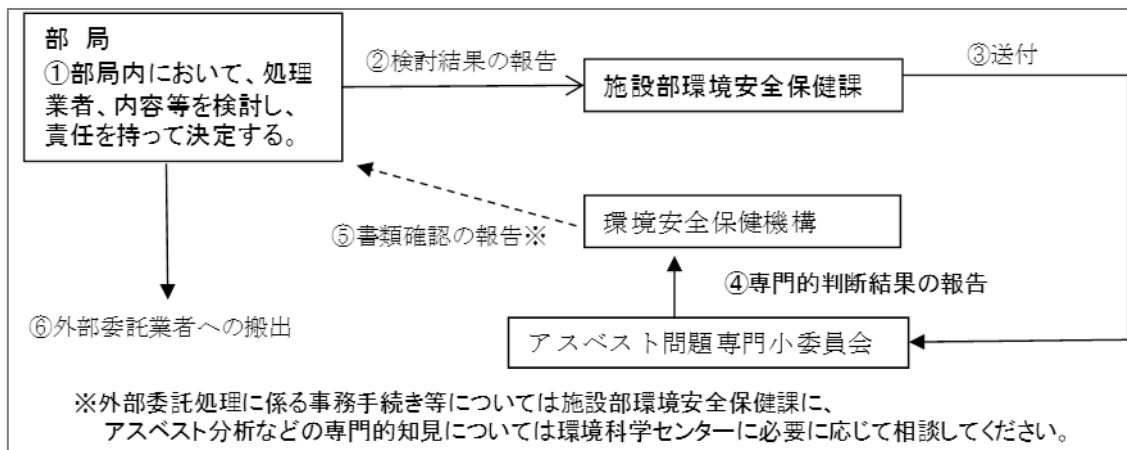 部 局
①部局内において、処理
業者、内容等を検討し、
責任を持って決定する。
②検討結果の報告
施設部環境安全保健課
③送付
環境安全保健機構
⑤書類確認の報告※
④専門的判断結果の報告
⑥外部委託業者への搬出
アスベスト問題専門小委員会
※外部委託処理に係る事務手続き等については施設部環境安全保健課に、
アスベスト分析などの専門的知見については環境科学センターに必要に応じて相談してください。